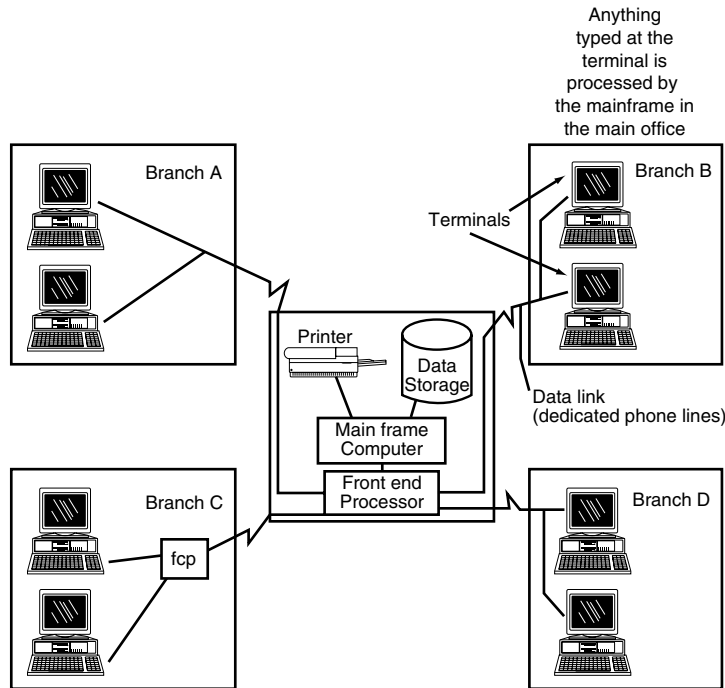 Anything
typed at the
terminal is
processed by
the mainframe in
the main office
Branch A
Branch B
Terminals
Printer
Data
Storage
Data link
(dedicated phone lines)
Main frame
Computer
Front end
Processor
Branch C
fcp
Branch D